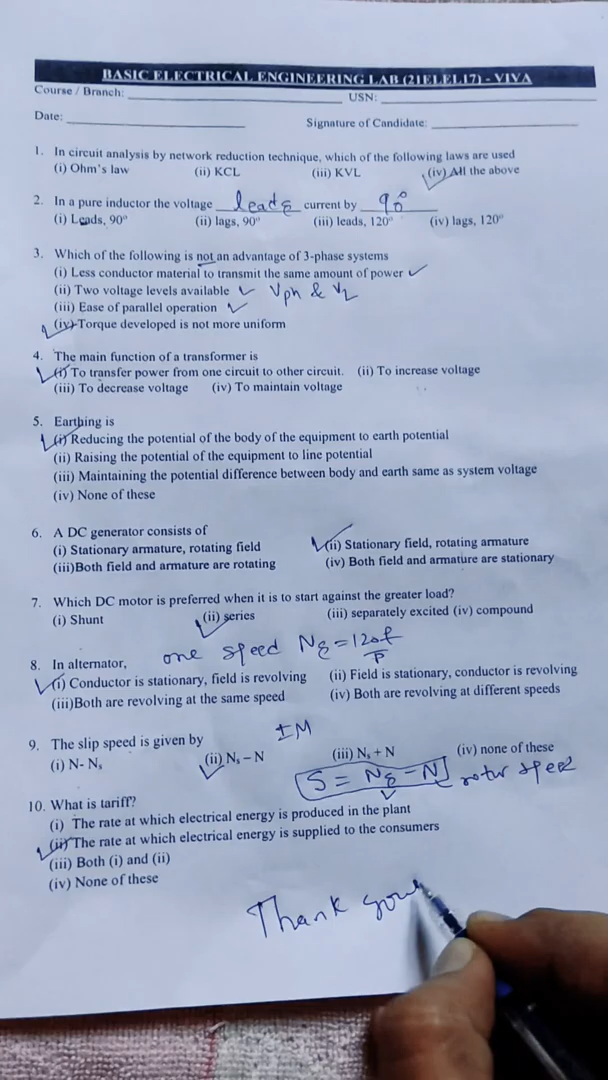 BASIC ELECTRICAL ENGINEERING LAB (21ELEL17) - VIVA
Course / Branch: USN:
Date: Signature of Candidate:
1. In circuit analysis by network reduction technique, which of the following laws are used
(i) Ohm's law (ii) KCL (iii) KVL (iv) All the above
2. In a pure inductor the voltage leads current by 90°
(i) Leads, 90° (ii) lags, 90° (iii) leads, 120° (iv) lags, 120°
3. Which of the following is not an advantage of 3-phase systems
(i) Less conductor material to transmit the same amount of power
(ii) Two voltage levels available Vph & VL
(iii) Ease of parallel operation
(iv) Torque developed is not more uniform
4. The main function of a transformer is
(i) To transfer power from one circuit to other circuit. (ii) To increase voltage
(iii) To decrease voltage (iv) To maintain voltage
5. Earthing is
(i) Reducing the potential of the body of the equipment to earth potential
(ii) Raising the potential of the equipment to line potential
(iii) Maintaining the potential difference between body and earth same as system voltage
(iv) None of these
6. A DC generator consists of
(i) Stationary armature, rotating field (ii) Stationary field, rotating armature
(iii)Both field and armature are rotating (iv) Both field and armature are stationary
7. Which DC motor is preferred when it is to start against the greater load?
(i) Shunt (ii) series (iii) separately excited (iv) compound
one speed Ns = 120f/P
8. In alternator,
(i) Conductor is stationary, field is revolving (ii) Field is stationary, conductor is revolving
(iii)Both are revolving at the same speed (iv) Both are revolving at different speeds
IM
9. The slip speed is given by
(i) N- Ns (ii) Ns – N (iii) Ns + N (iv) none of these
S = Ns - N rotor speed
10. What is tariff?
(i) The rate at which electrical energy is produced in the plant
(ii) The rate at which electrical energy is supplied to the consumers
(iii) Both (i) and (ii)
(iv) None of these
Thank you